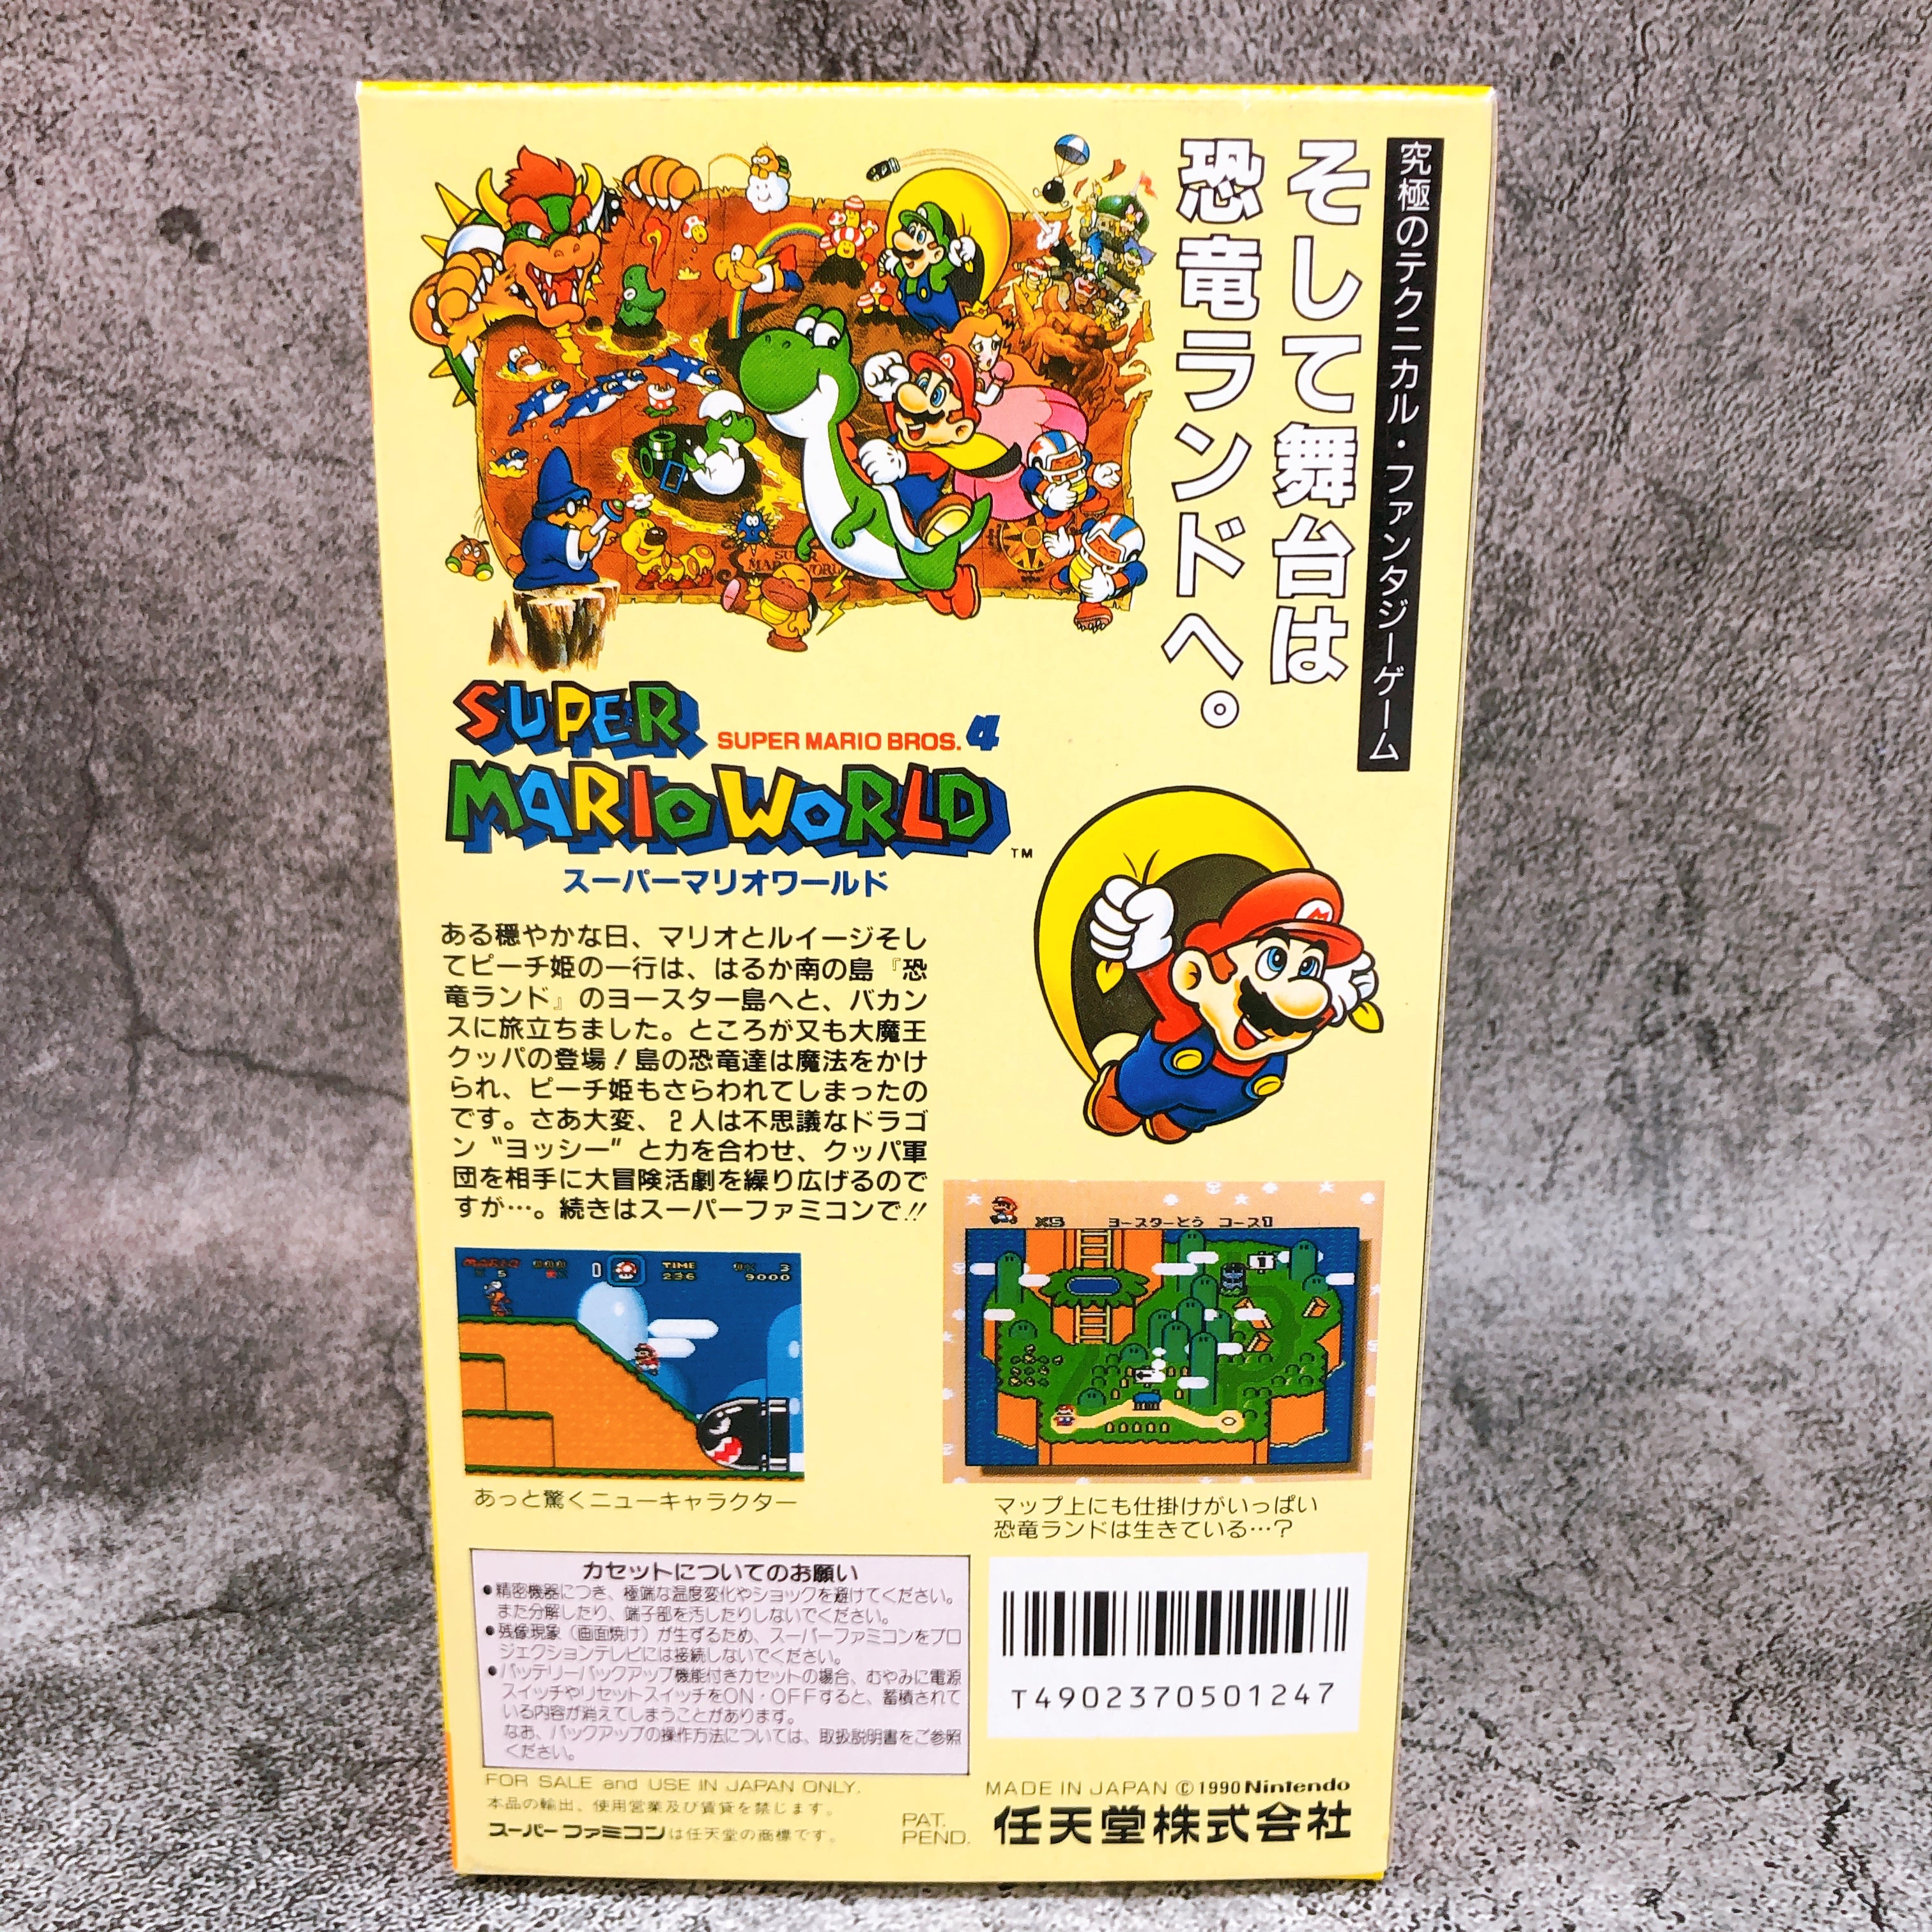 究極のテクニカル・ファンタジーゲーム
そして舞台は
恐竜ランドへ。
SUPER
SUPER MARIO BROS. 4
MARIO WORLD
TM
スーパーマリオワールド
ある穏やかな日、マリオとルイージそし
てピーチ姫の一行は、はるか南の島『恐
竜ランド』のヨースター島へと、バカン
スに旅立ちました。ところが又も大魔王
クッパの登場!島の恐竜達は魔法をかけ
られ、ピーチ姫もさらわれてしまったの
です。さあ大変、2人は不思議なドラゴ
ン“ヨッシー”と力を合わせ、クッパ軍
団を相手に大冒険活劇を繰り広げるので
すが…。続きはスーパーファミコンで!!
MARIO
5
0
TIME
236
3
9000
X5 ヨースターとう コース1
あっと驚くニューキャラクター
マップ上にも仕掛けがいっぱい
恐竜ランドは生きている…?
カセットについてのお願い
●精密機器につき、極端な温度変化やショックを避けてください。
また分解したり、端子部を汚したりしないでください。
●残像現象(画面焼け)が生ずるため、スーパーファミコンをプロ
ジェクションテレビには接続しないでください。
●バッテリーバックアップ機能付きカセットの場合、むやみに電源
スイッチやリセットスイッチをON・OFFすると、蓄積されて
いる内容が消えてしまうことがあります。
なお、バックアップの操作方法については、取扱説明書をご参照
ください。
T4902370501247
FOR SALE and USE IN JAPAN ONLY.
本品の輸出、使用営業及び賃貸を禁じます。
スーパーファミコンは任天堂の商標です。
PAT.
PEND.
MADE IN JAPAN ©1990 Nintendo
任天堂株式会社